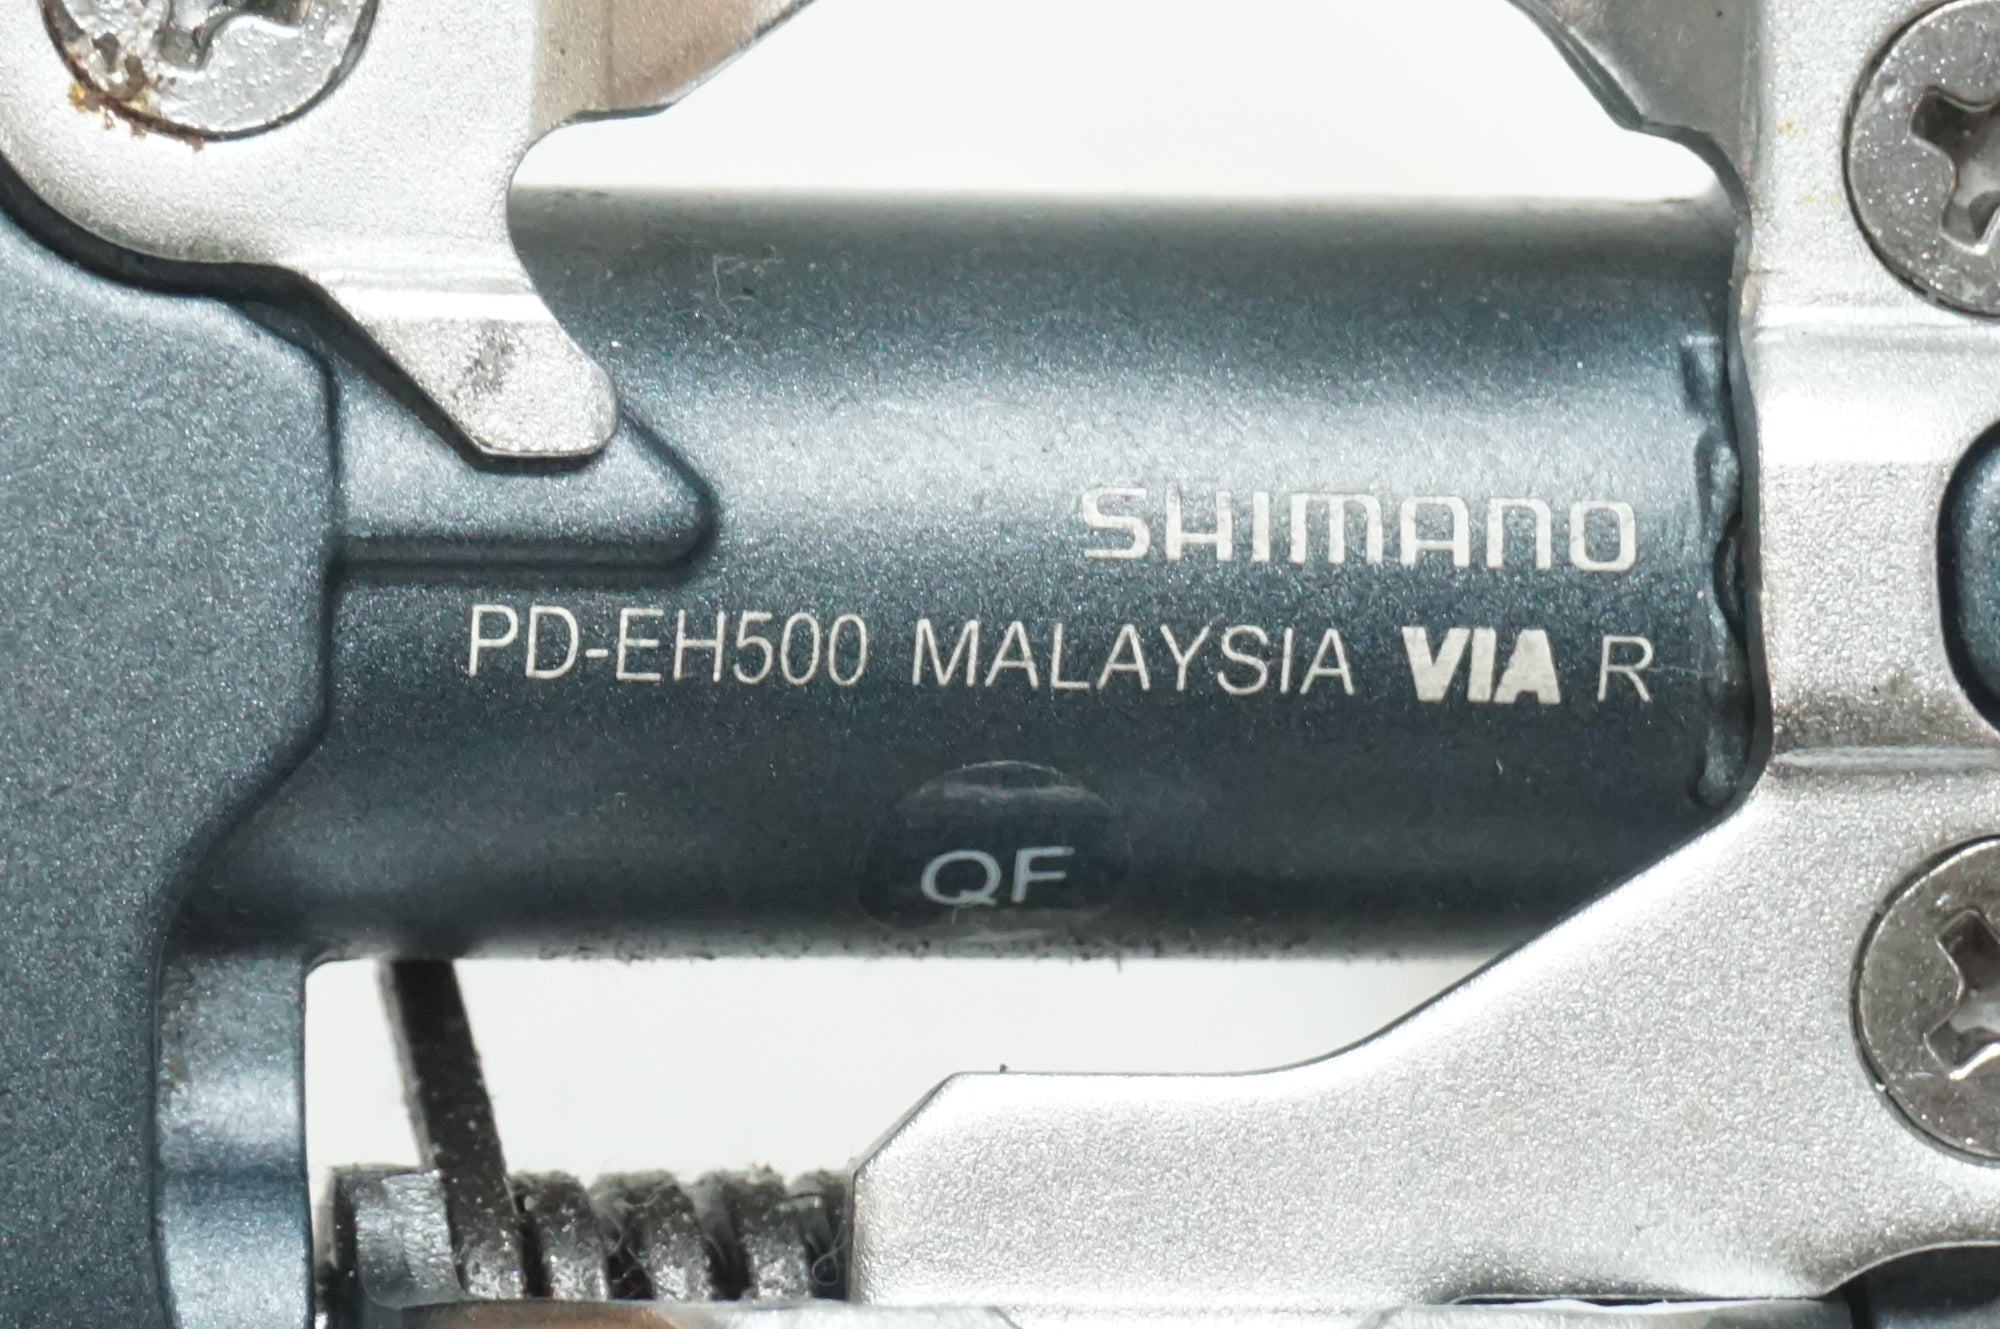 SHIMANO
PD-EH500 MALAYSIA VIA R
QF